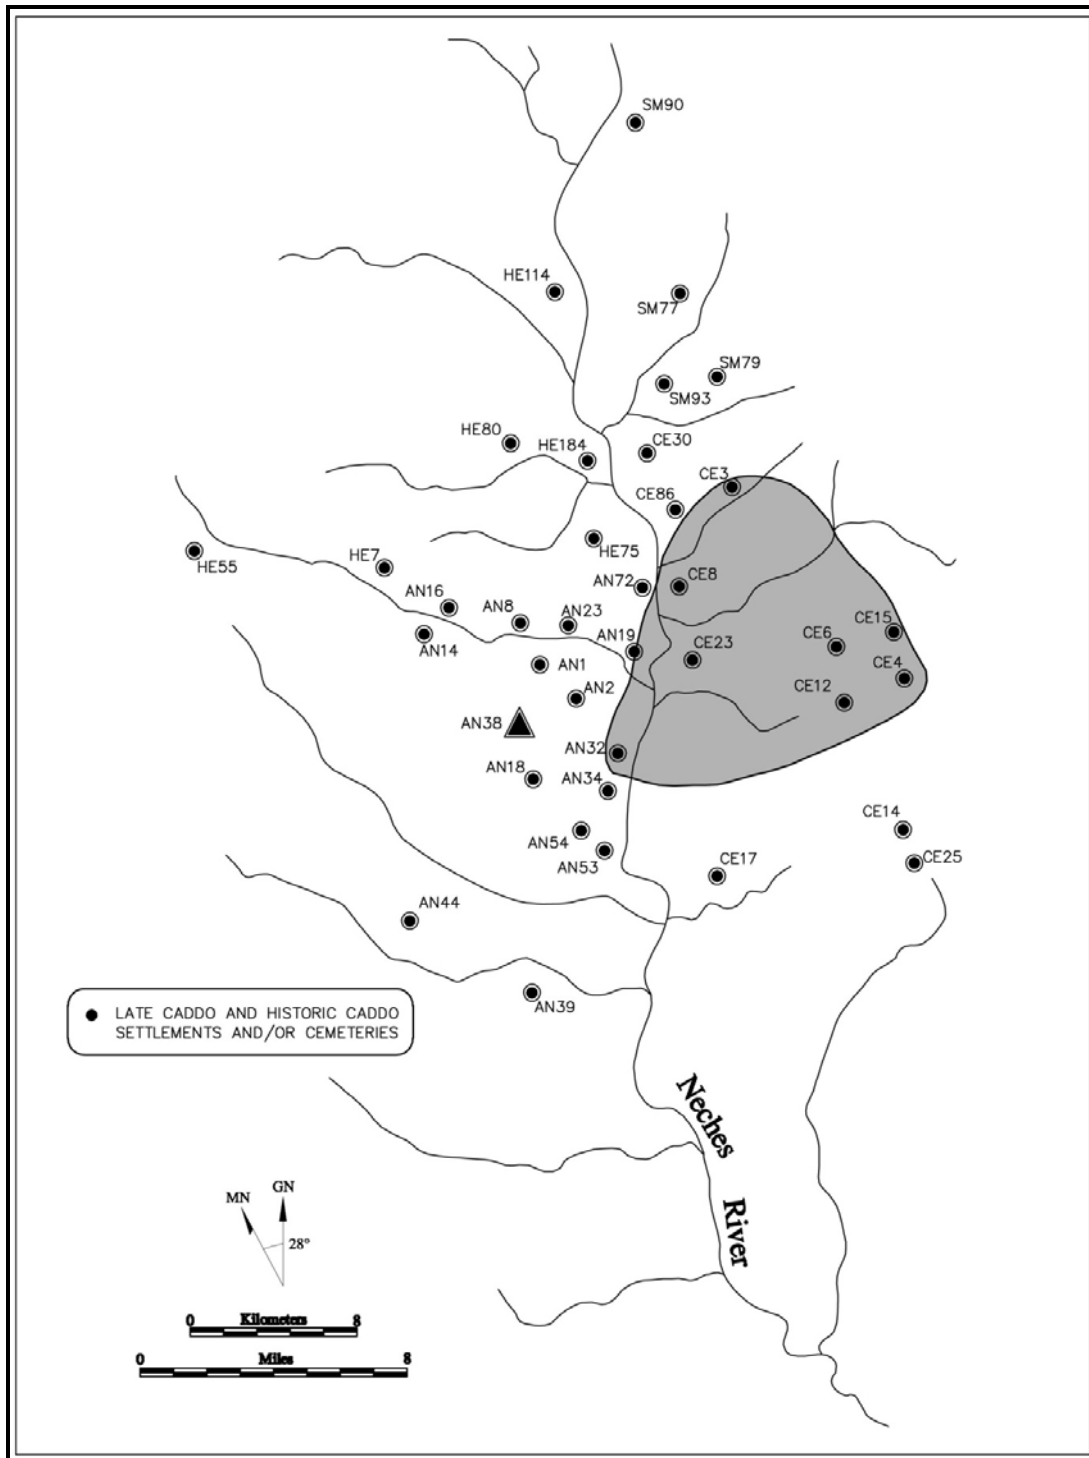 SM90
HE114
SM77
SM79
SM93
HE80
HE184
CE30
CE3
CE86
HE55
HE7
HE75
AN72
CE8
AN16
AN8
AN23
AN14
AN19
CE15
CE6
CE23
AN1
CE4
AN2
CE12
AN38
AN32
AN18
AN34
CE14
AN54
AN53
CE25
CE17
AN44
AN39
LATE CADDO AND HISTORIC CADDO
SETTLEMENTS AND/OR CEMETERIES
Neches
River
MN
GN
28°
0 Kilometers 8
0 Miles 8